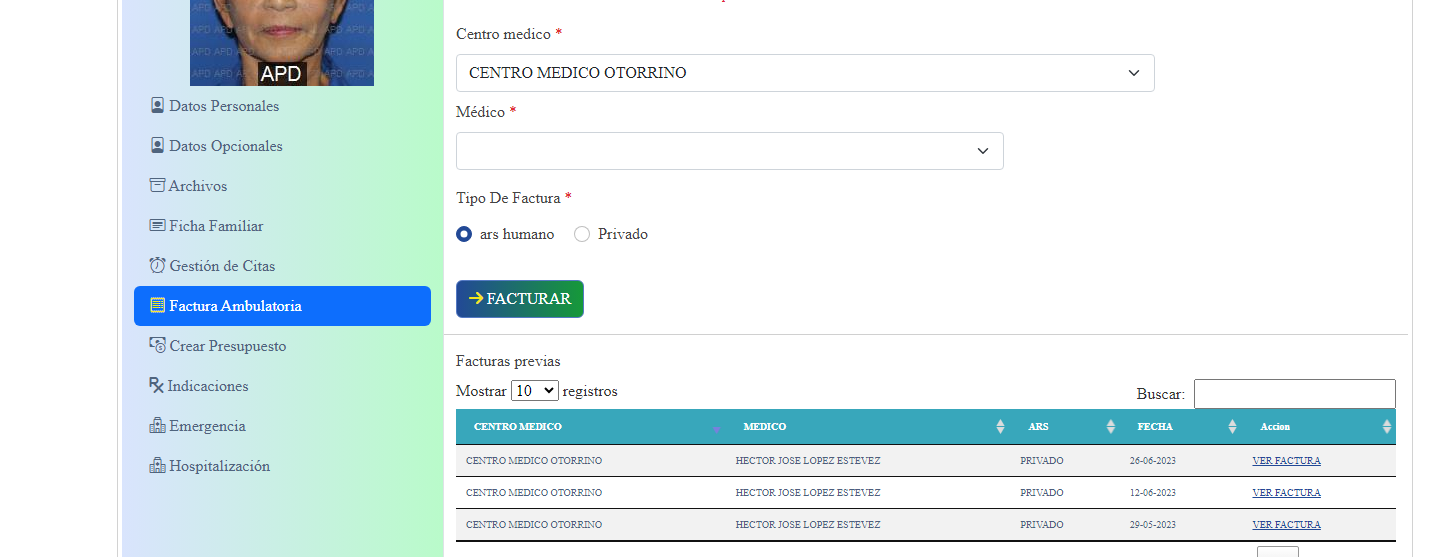 APD
Datos Personales
Datos Opcionales
Archivos
Ficha Familiar
Gestión de Citas
Factura Ambulatoria
Crear Presupuesto
Indicaciones
Emergencia
Hospitalización
Centro medico *
CENTRO MEDICO OTORRINO
Médico *
Tipo De Factura *
ars humano Privado
FACTURAR
Facturas previas
Mostrar 10 registros Buscar:
CENTRO MEDICO MEDICO ARS FECHA Accion
CENTRO MEDICO OTORRINO HECTOR JOSE LOPEZ ESTEVEZ PRIVADO 26-06-2023 VER FACTURA
CENTRO MEDICO OTORRINO HECTOR JOSE LOPEZ ESTEVEZ PRIVADO 12-06-2023 VER FACTURA
CENTRO MEDICO OTORRINO HECTOR JOSE LOPEZ ESTEVEZ PRIVADO 29-05-2023 VER FACTURA